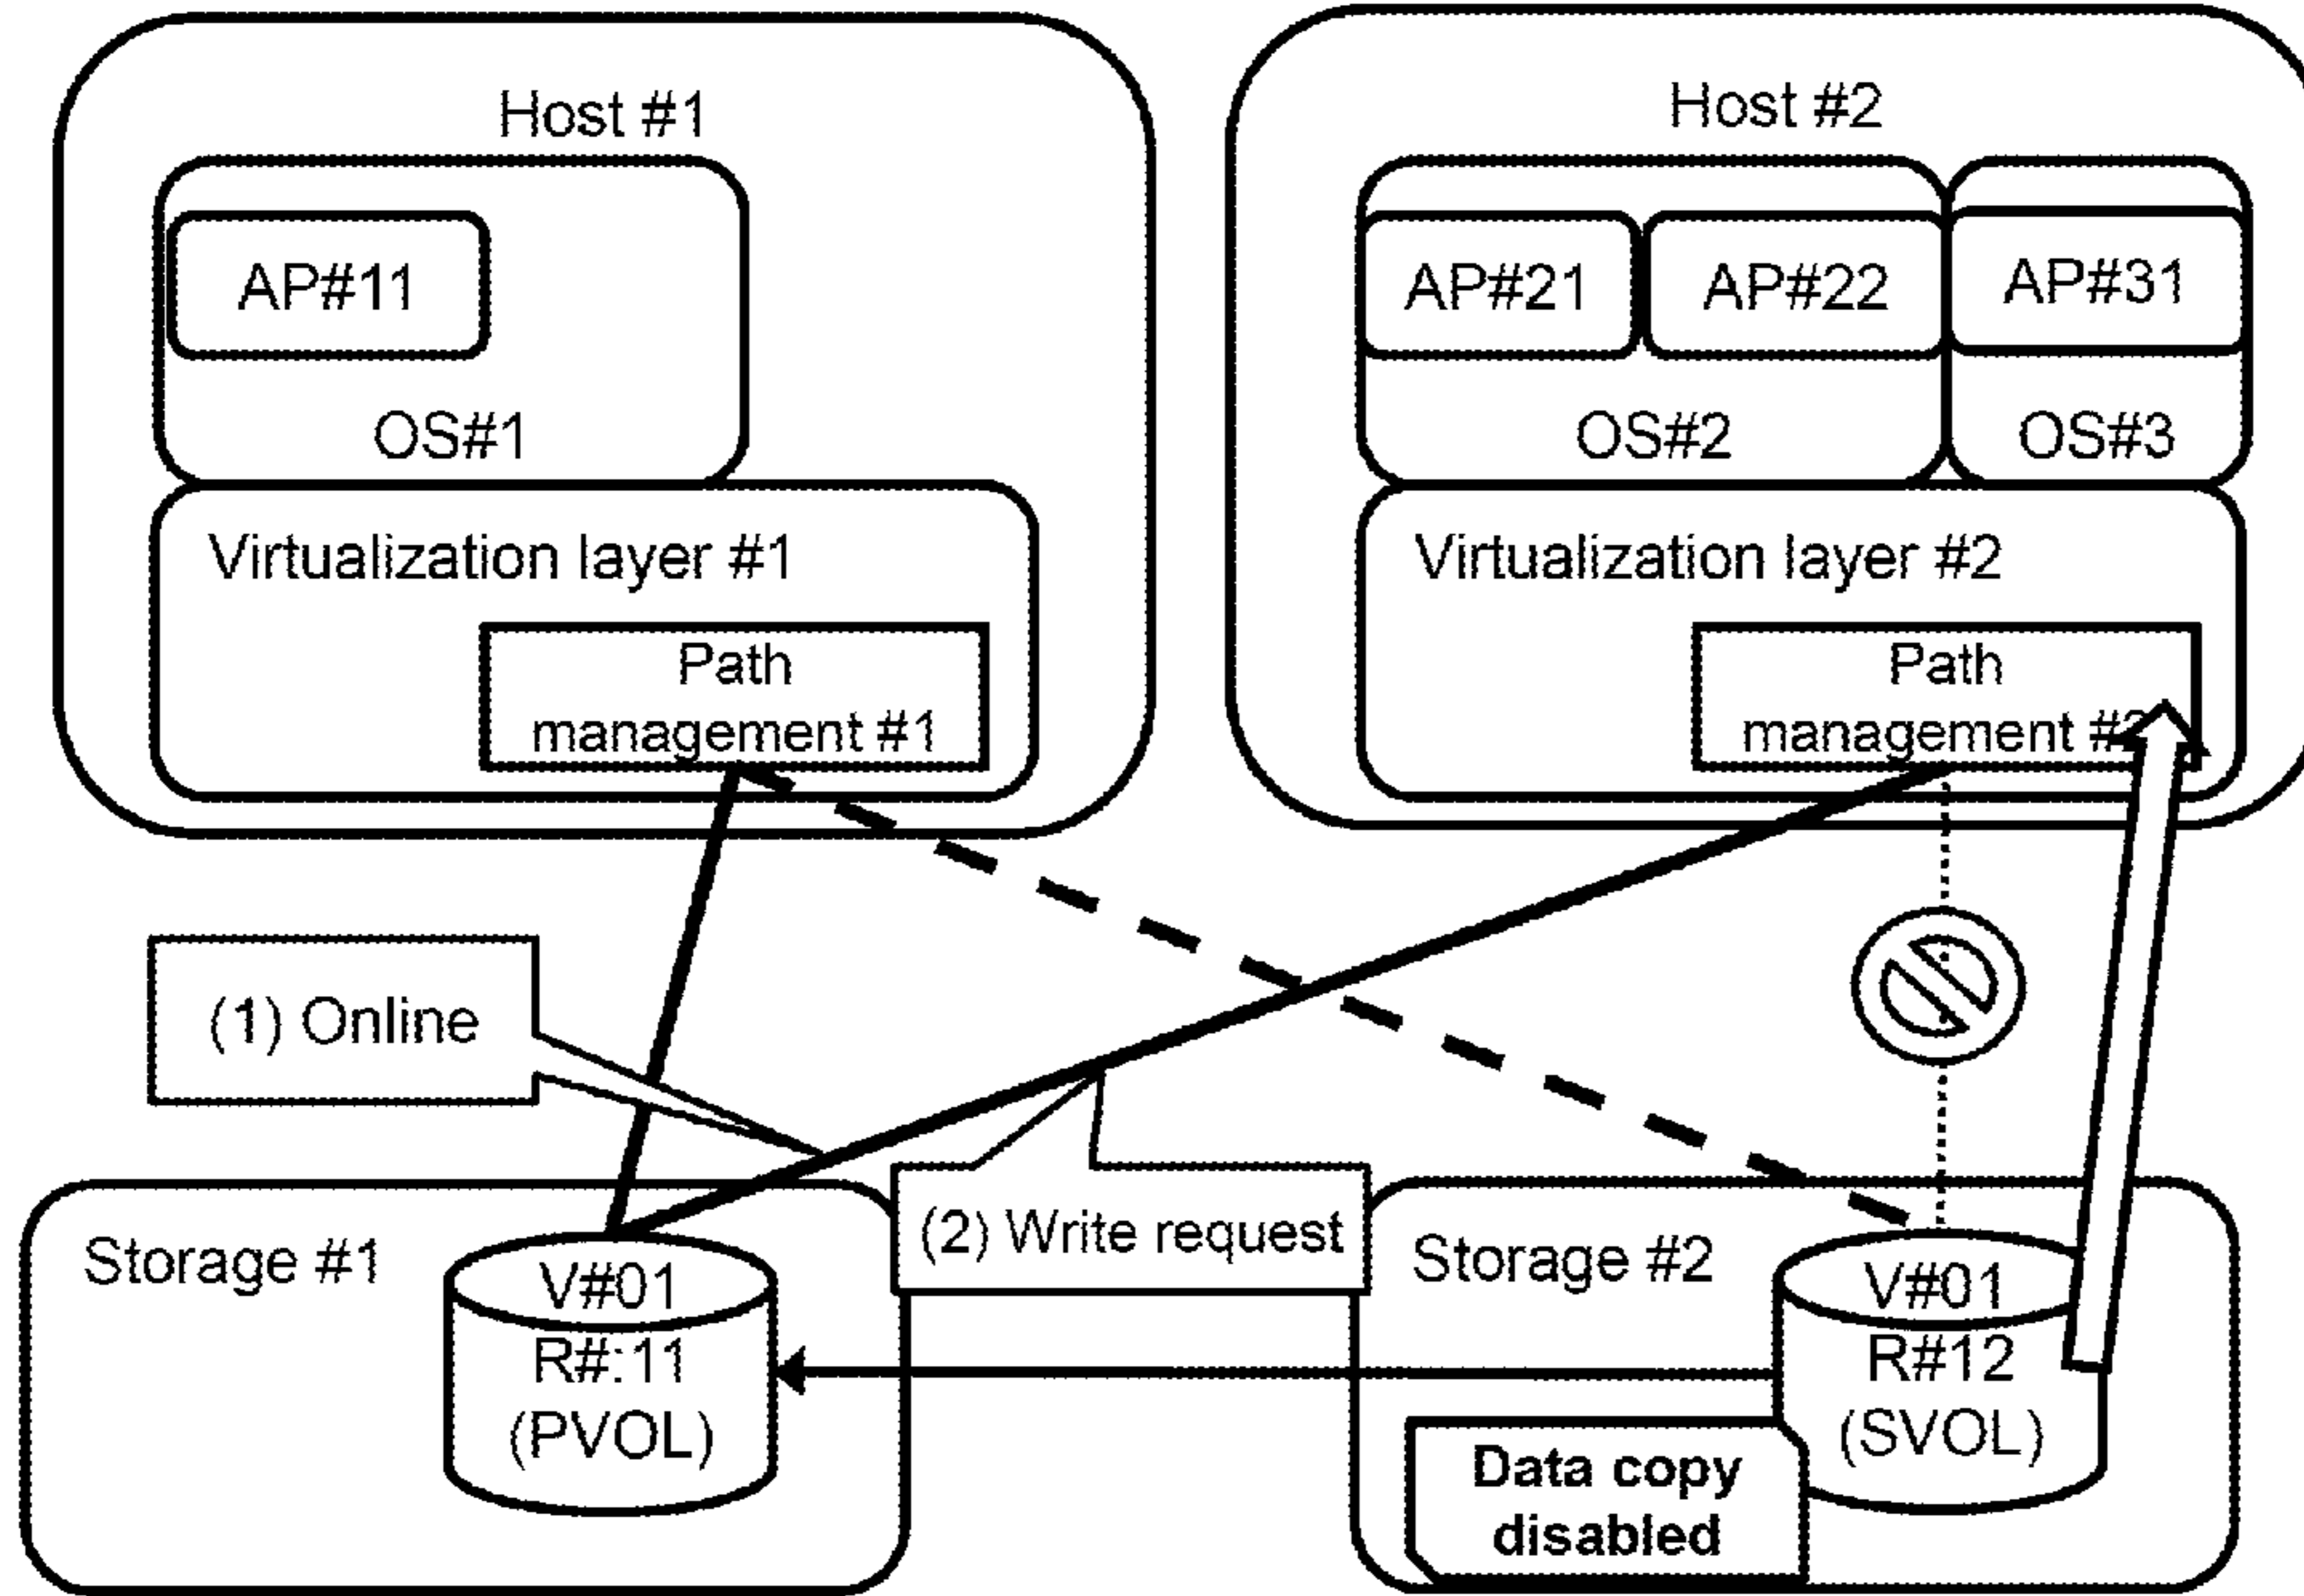 Host #1
Host #2
AP#11
AP#21
AP#22
AP#31
OS#1
OS#2
OS#3
Virtualization layer #1
Virtualization layer #2
Path
management #1
Path
management
(1) Online
(2) Write request
Storage #1
V#01
R#:11
(PVOL)
Storage #2
V#01
R#12
(SVOL)
Data copy
disabled